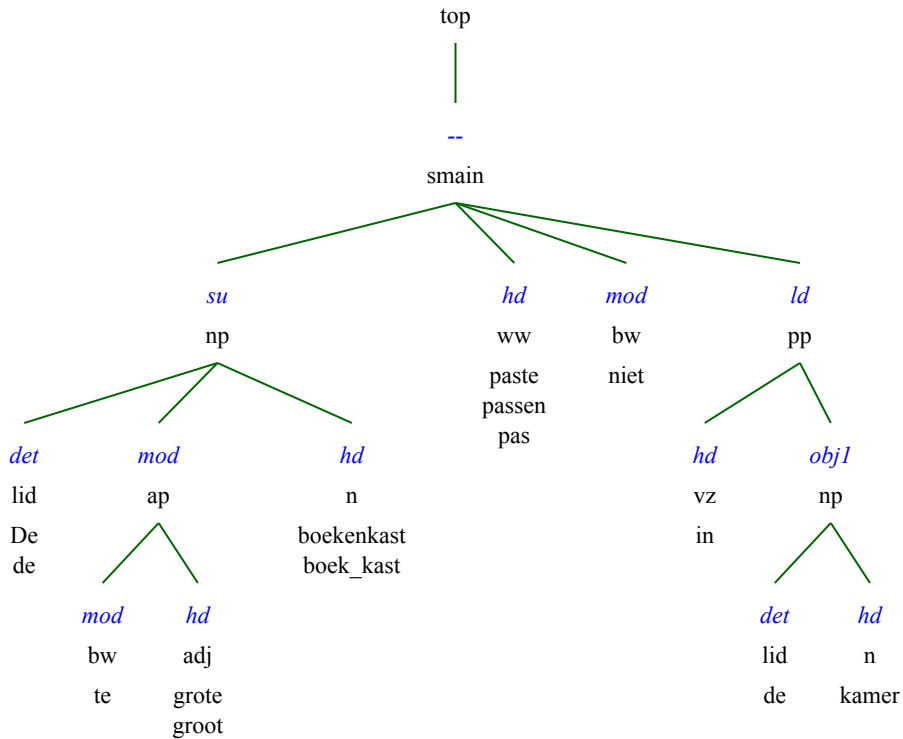 top
--
smain
su hd mod ld
np ww bw pp
paste niet
passen
pas
det mod hd hd obj1
lid ap n vz np
De boekenkast in
de boek_kast
mod hd det hd
bw adj lid n
te grote de kamer
groot